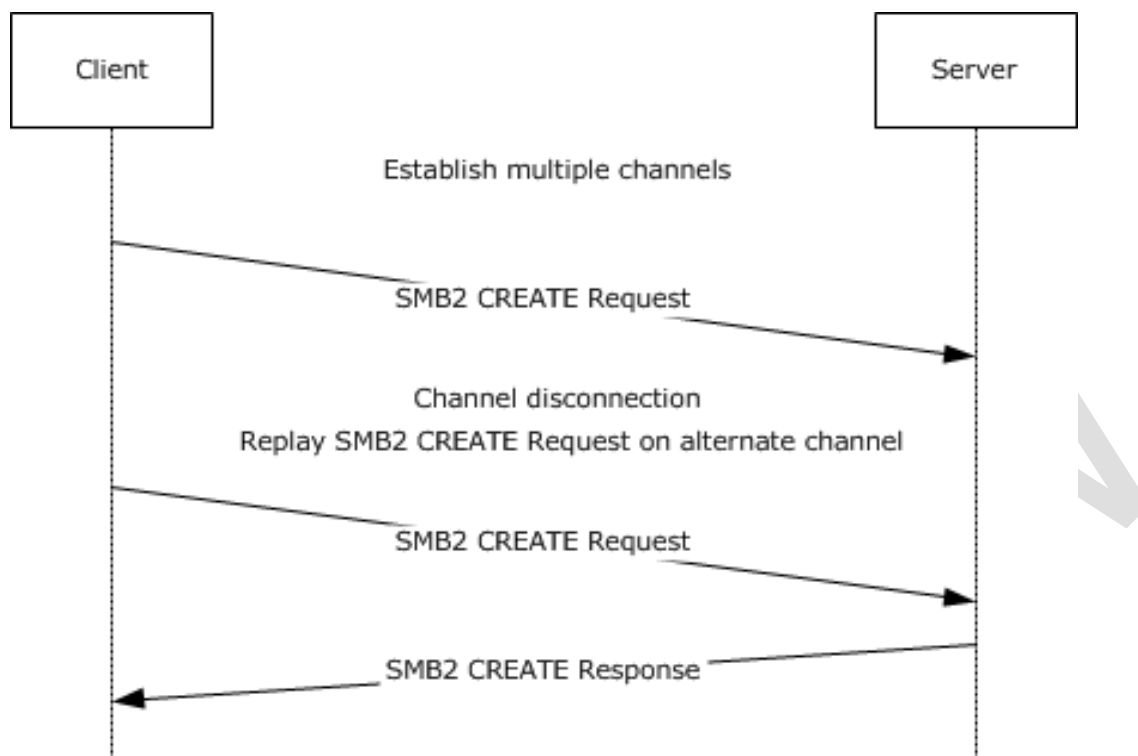 Client
Server
Establish multiple channels
SMB2 CREATE Request
Channel disconnection
Replay SMB2 CREATE Request on alternate channel
SMB2 CREATE Request
SMB2 CREATE Response